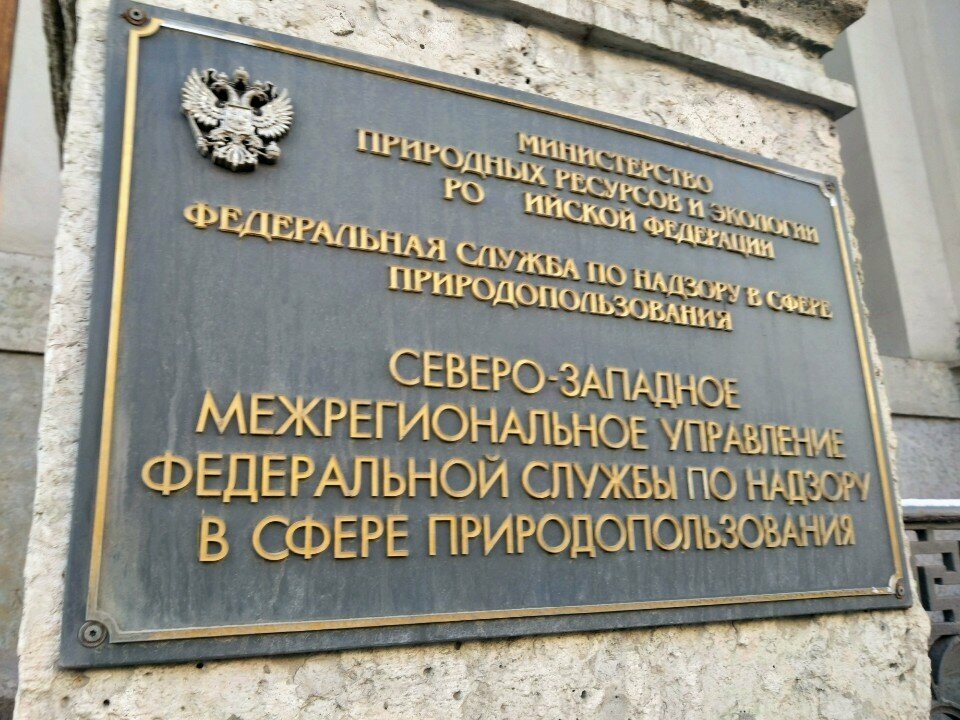 МИНИСТЕРСТВО
ПРИРОДНЫХ РЕСУРСОВ И ЭКОЛОГИИ
РО ИЙСКОЙ ФЕДЕРАЦИИ
ФЕДЕРАЛЬНАЯ СЛУЖБА ПО НАДЗОРУ В СФЕРЕ
ПРИРОДОПОЛЬЗОВАНИЯ
СЕВЕРО-ЗАПАДНОЕ
МЕЖРЕГИОНАЛЬНОЕ УПРАВЛЕНИЕ
ФЕДЕРАЛЬНОЙ СЛУЖБЫ ПО НАДЗОРУ
В СФЕРЕ ПРИРОДОПОЛЬЗОВАНИЯ